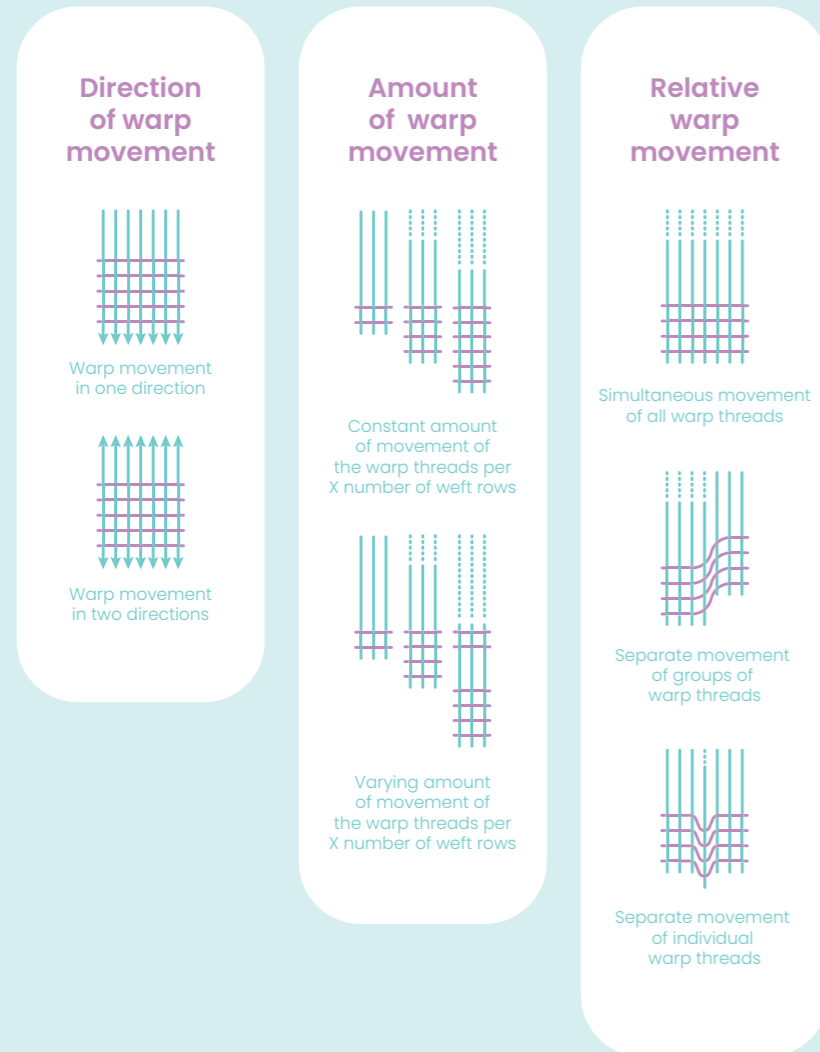 Direction
of warp
movement
Warp movement
in one direction
Warp movement
in two directions
Amount
of warp
movement
Constant amount
of movement of
the warp threads per
X number of weft rows
Varying amount
of movement of
the warp threads per
X number of weft rows
Relative
warp
movement
Simultaneous movement
of all warp threads
Separate movement
of groups of
warp threads
Separate movement
of individual
warp threads